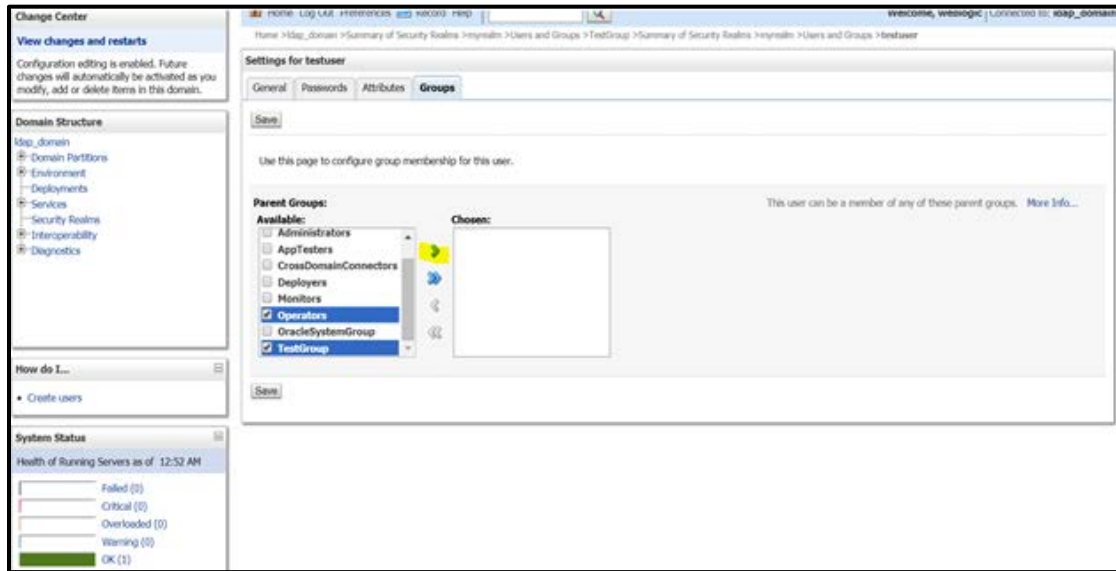 Change Center
View changes and restarts
Configuration editing is enabled. Future
changes will automatically be activated as you
modify, add or delete items in this domain.
Domain Structure
ldap_domain
Domain Partitions
Environment
Deployments
Services
Security Realms
Interoperability
Diagnostics
How do I...
Create users
System Status
Health of Running Servers as of 12:52 AM
Failed (0)
Critical (0)
Overloaded (0)
Warning (0)
OK (1)
Home Log Out Preferences Record Help
Welcome, weblogic Connected to: ldap_domain
Home >ldap_domain >Summary of Security Realms >myrealm >Users and Groups >TestGroup >Summary of Security Realms >myrealm >Users and Groups >testuser
Settings for testuser
General Passwords Attributes Groups
Save
Use this page to configure group membership for this user.
Parent Groups:
This user can be a member of any of these parent groups. More Info...
Available: Chosen:
Administrators
AppTesters
CrossDomainConnectors
Deployers
Monitors
Operators
OracleSystemGroup
TestGroup
Save